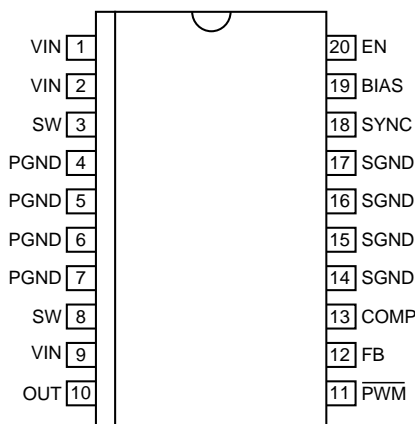 VIN 1 20 EN
VIN 2 19 BIAS
SW 3 18 SYNC
PGND 4 17 SGND
PGND 5 16 SGND
PGND 6 15 SGND
PGND 7 14 SGND
SW 8 13 COMP
VIN 9 12 FB
OUT 10 11 PWM